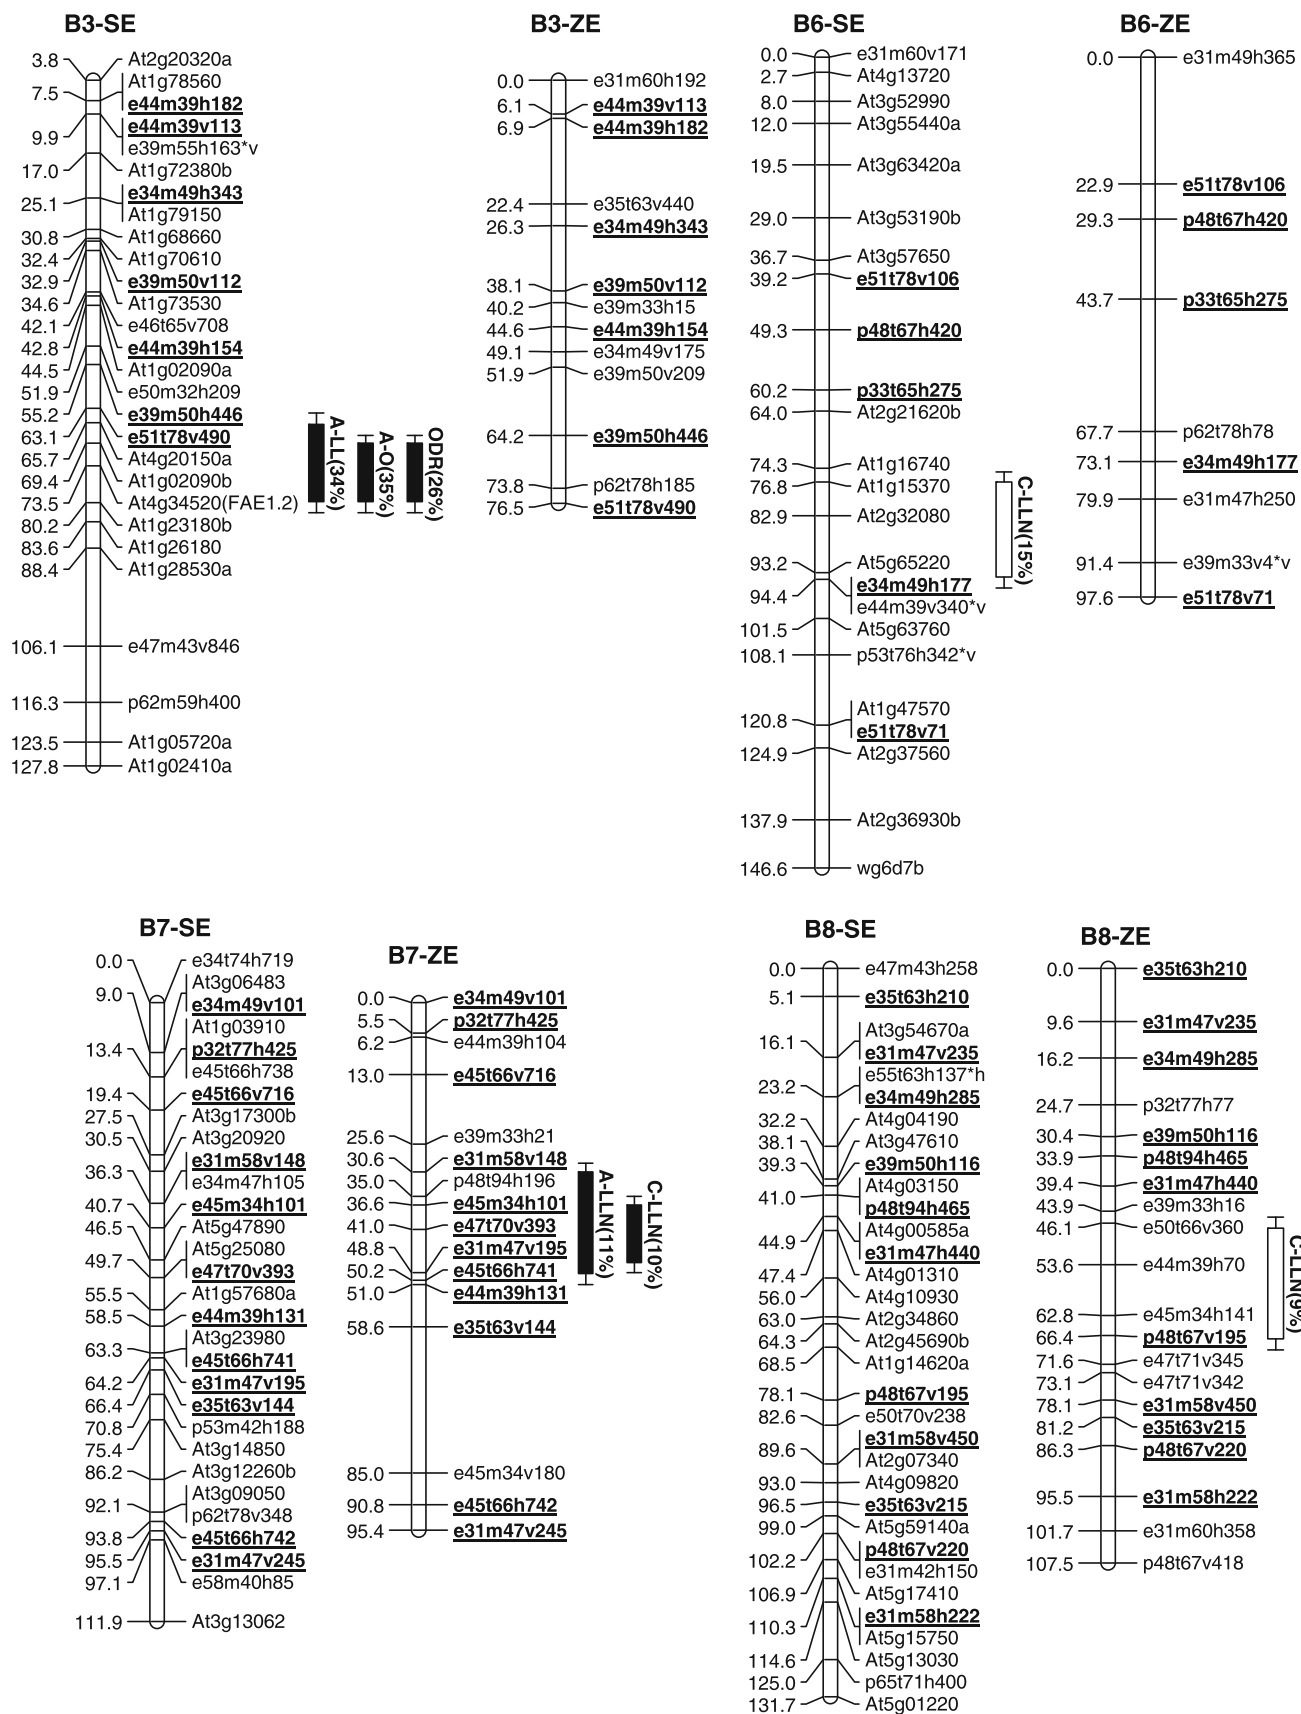 B3-SE
3.8 At2g20320a
At1g78560
7.5 e44m39h182
e44m39v113
9.9 e39m55h163*v
17.0 At1g72380b
e34m49h343
25.1 At1g79150
30.8 At1g68660
32.4 At1g70610
32.9 e39m50v112
34.6 At1g73530
42.1 e46t65v708
42.8 e44m39h154
44.5 At1g02090a
51.9 e50m32h209
55.2 e39m50h446
63.1 e51t78v490
65.7 At4g20150a
69.4 At1g02090b
73.5 At4g34520(FAE1.2)
80.2 At1g23180b
83.6 At1g26180
88.4 At1g28530a
106.1 e47m43v846
116.3 p62m59h400
123.5 At1g05720a
127.8 At1g02410a
A-LL(34%)
A-O(35%)
ODR(26%)
B3-ZE
0.0 e31m60h192
6.1 e44m39v113
6.9 e44m39h182
22.4 e35t63v440
26.3 e34m49h343
38.1 e39m50v112
40.2 e39m33h15
44.6 e44m39h154
49.1 e34m49v175
51.9 e39m50v209
64.2 e39m50h446
73.8 p62t78h185
76.5 e51t78v490
B6-SE
0.0 e31m60v171
2.7 At4g13720
8.0 At3g52990
12.0 At3g55440a
19.5 At3g63420a
29.0 At3g53190b
36.7 At3g57650
39.2 e51t78v106
49.3 p48t67h420
60.2 p33t65h275
64.0 At2g21620b
74.3 At1g16740
76.8 At1g15370
82.9 At2g32080
93.2 At5g65220
e34m49h177
94.4 e44m39v340*v
101.5 At5g63760
108.1 p53t76h342*v
At1g47570
120.8 e51t78v71
124.9 At2g37560
137.9 At2g36930b
146.6 wg6d7b
C-LLN(15%)
B6-ZE
0.0 e31m49h365
22.9 e51t78v106
29.3 p48t67h420
43.7 p33t65h275
67.7 p62t78h78
73.1 e34m49h177
79.9 e31m47h250
91.4 e39m33v4*v
97.6 e51t78v71
B7-SE
0.0 e34t74h719
At3g06483
9.0 e34m49v101
At1g03910
13.4 p32t77h425
e45t66h738
19.4 e45t66v716
27.5 At3g17300b
30.5 At3g20920
e31m58v148
36.3 e34m47h105
40.7 e45m34h101
46.5 At5g47890
At5g25080
49.7 e47t70v393
55.5 At1g57680a
58.5 e44m39h131
At3g23980
63.3 e45t66h741
64.2 e31m47v195
66.4 e35t63v144
70.8 p53m42h188
75.4 At3g14850
86.2 At3g12260b
At3g09050
92.1 p62t78v348
93.8 e45t66h742
95.5 e31m47v245
97.1 e58m40h85
111.9 At3g13062
B7-ZE
0.0 e34m49v101
5.5 p32t77h425
6.2 e44m39h104
13.0 e45t66v716
25.6 e39m33h21
30.6 e31m58v148
35.0 p48t94h196
36.6 e45m34h101
41.0 e47t70v393
48.8 e31m47v195
50.2 e45t66h741
51.0 e44m39h131
58.6 e35t63v144
85.0 e45m34v180
90.8 e45t66h742
95.4 e31m47v245
A-LLN(11%)
C-LLN(10%)
B8-SE
0.0 e47m43h258
5.1 e35t63h210
At3g54670a
16.1 e31m47v235
e55t63h137*h
23.2 e34m49h285
32.2 At4g04190
38.1 At3g47610
39.3 e39m50h116
At4g03150
41.0 p48t94h465
At4g00585a
44.9 e31m47h440
47.4 At4g01310
56.0 At4g10930
63.0 At2g34860
64.3 At2g45690b
68.5 At1g14620a
78.1 p48t67v195
82.6 e50t70v238
e31m58v450
89.6 At2g07340
93.0 At4g09820
96.5 e35t63v215
99.0 At5g59140a
p48t67v220
102.2 e31m42h150
106.9 At5g17410
e31m58h222
110.3 At5g15750
114.6 At5g13030
125.0 p65t71h400
131.7 At5g01220
B8-ZE
0.0 e35t63h210
9.6 e31m47v235
16.2 e34m49h285
24.7 p32t77h77
30.4 e39m50h116
33.9 p48t94h465
39.4 e31m47h440
43.9 e39m33h16
46.1 e50t66v360
53.6 e44m39h70
62.8 e45m34h141
66.4 p48t67v195
71.6 e47t71v345
73.1 e47t71v342
78.1 e31m58v450
81.2 e35t63v215
86.3 p48t67v220
95.5 e31m58h222
101.7 e31m60h358
107.5 p48t67v418
C-LLN(9%)